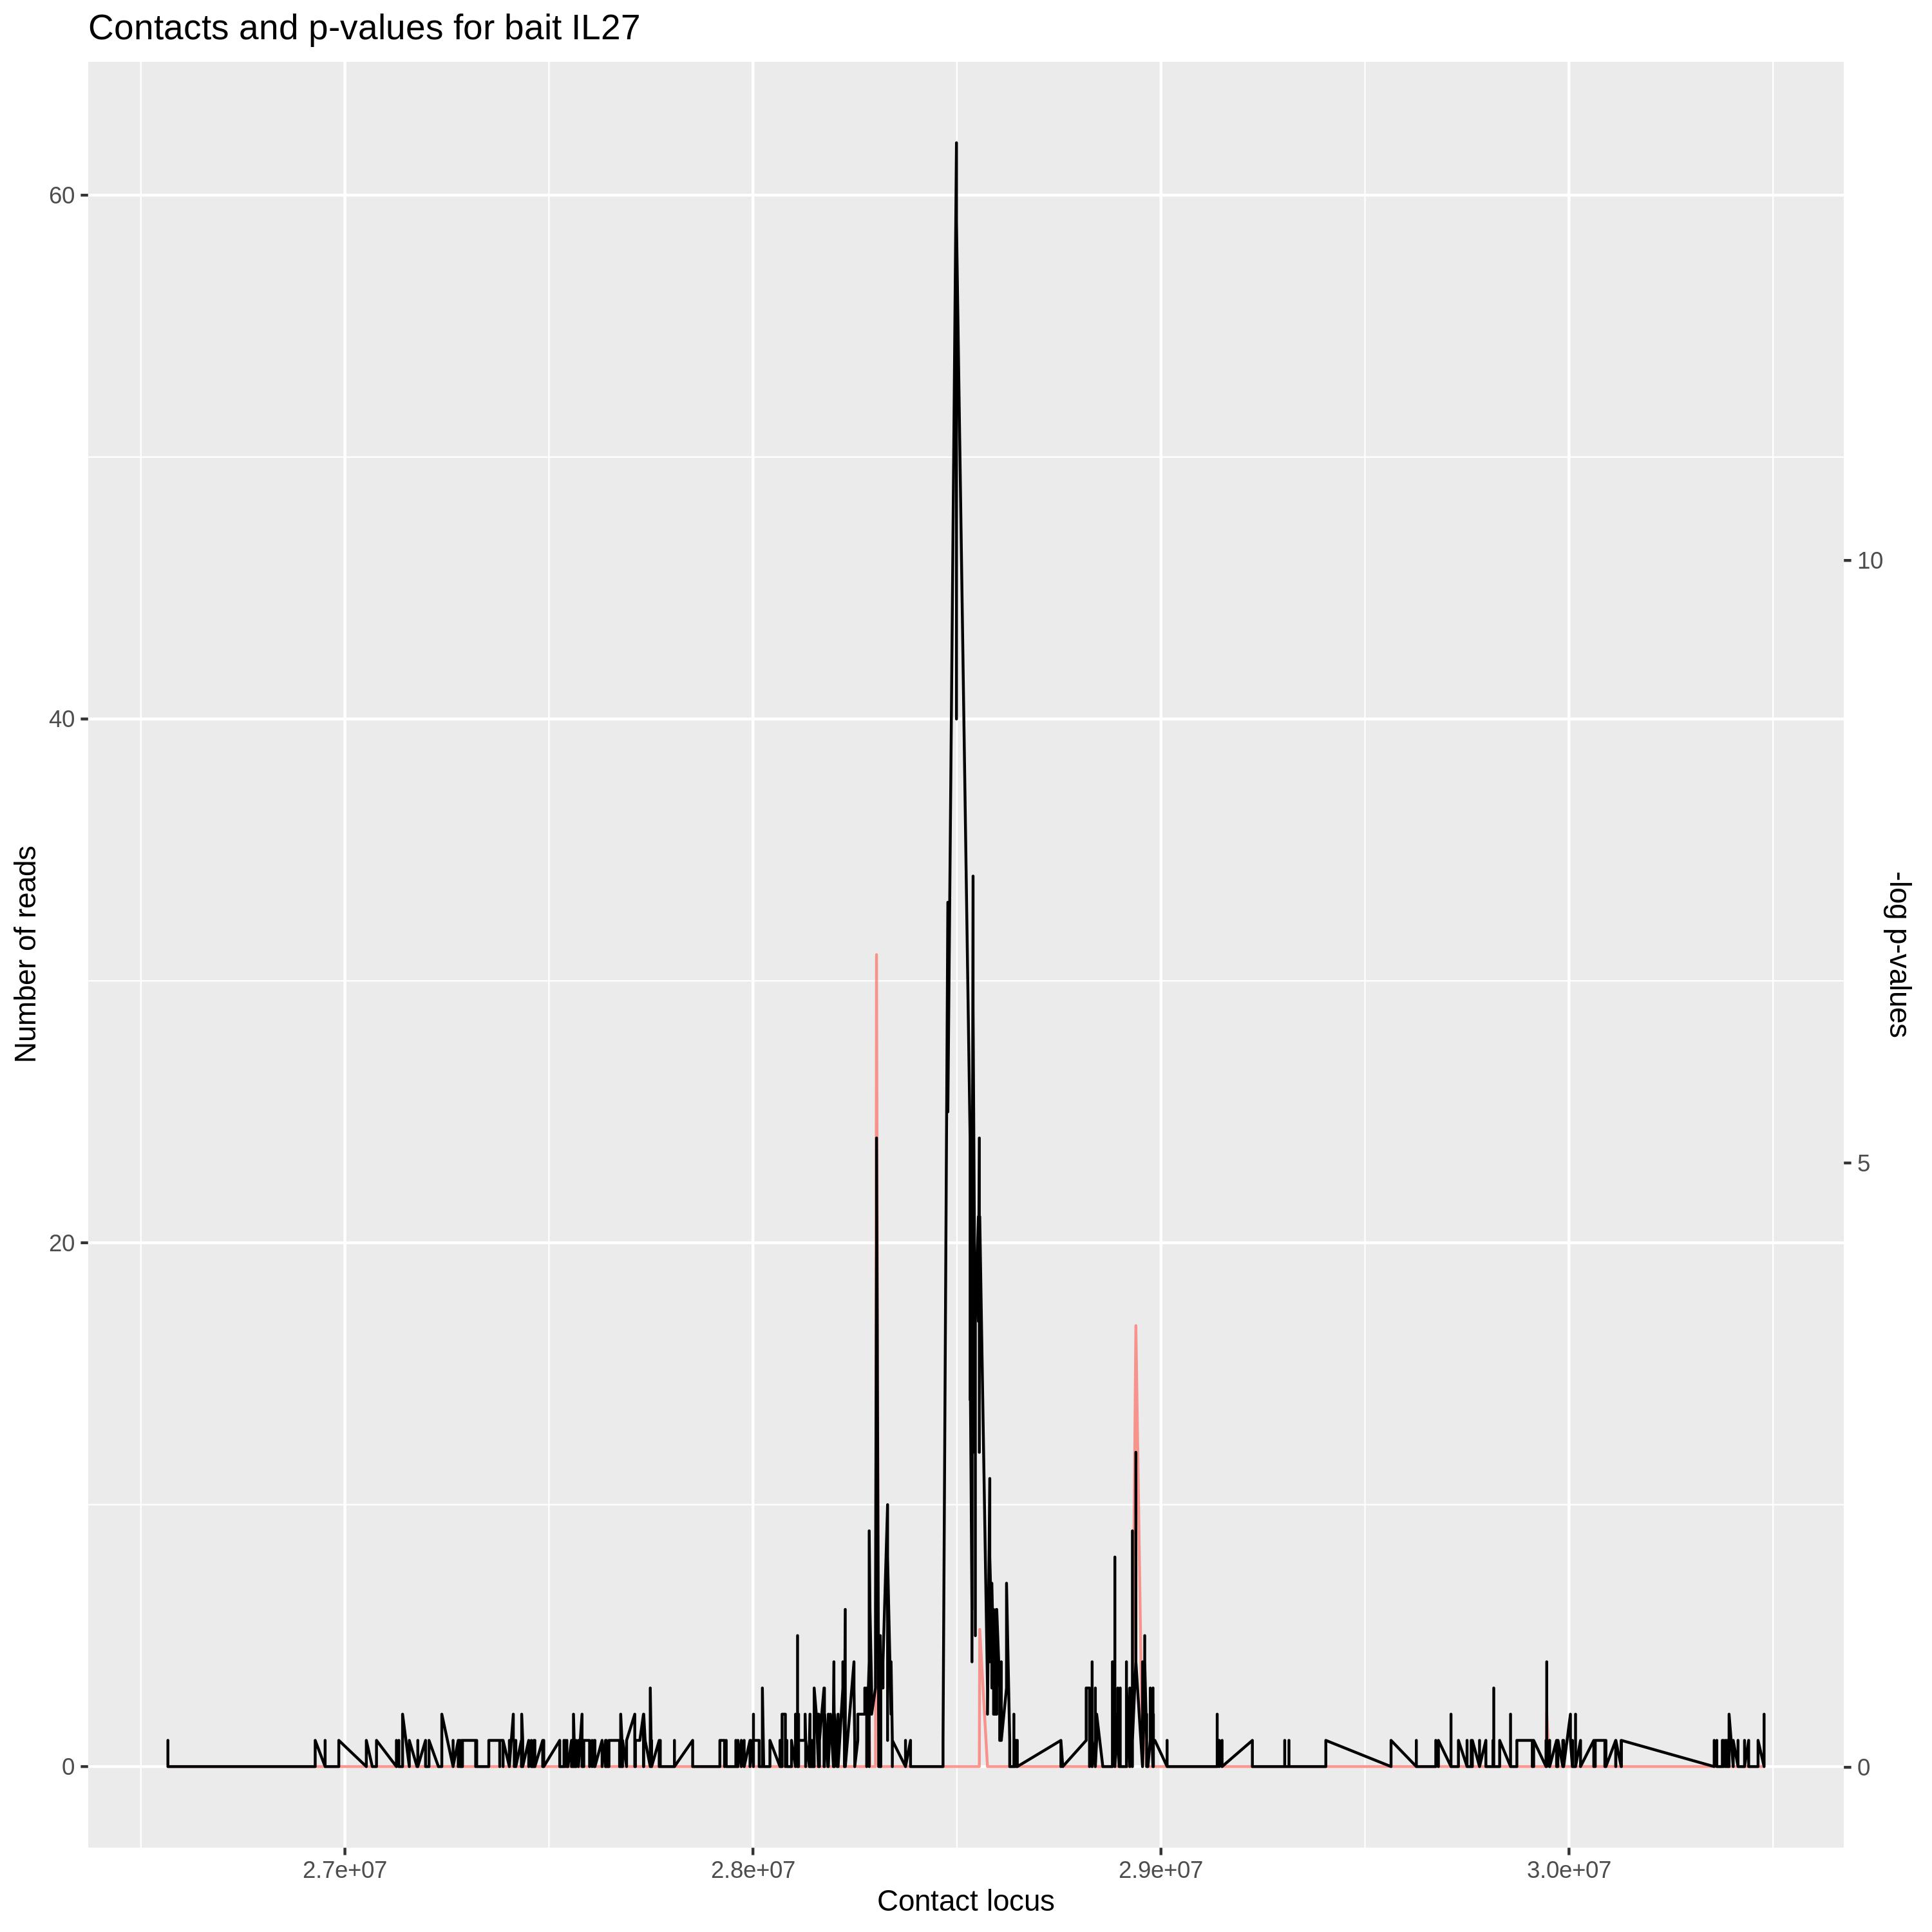 Contacts and p-values for bait IL27
60
40
20
0
Number of reads
10
5
0
-log p-values
2.7e+07 2.8e+07 2.9e+07 3.0e+07
Contact locus